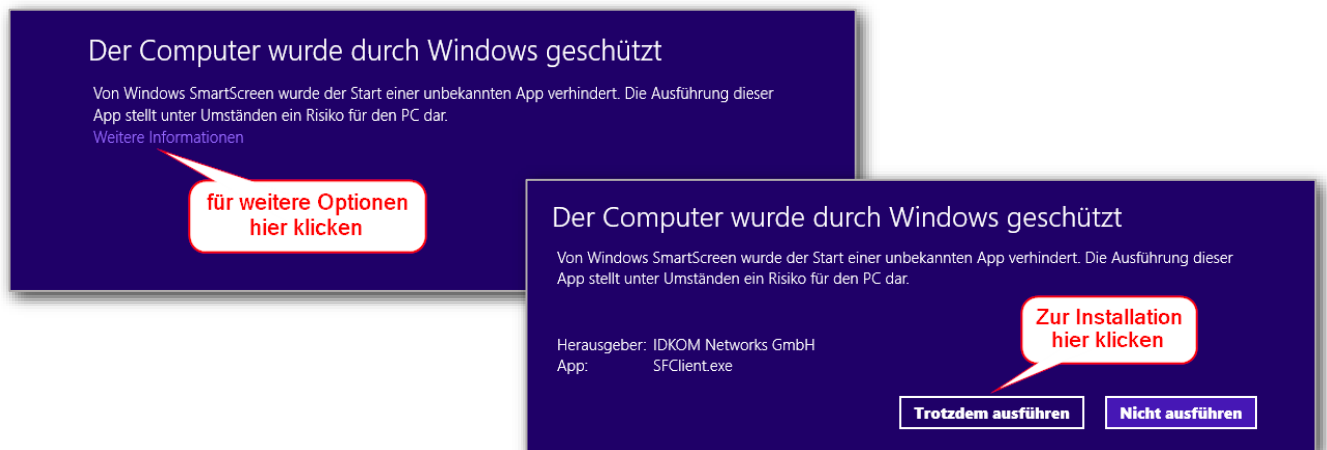 Der Computer wurde durch Windows geschützt
Von Windows SmartScreen wurde der Start einer unbekannten App verhindert. Die Ausführung dieser
App stellt unter Umständen ein Risiko für den PC dar.
Weitere Informationen
für weitere Optionen
hier klicken
Der Computer wurde durch Windows geschützt
Von Windows SmartScreen wurde der Start einer unbekannten App verhindert. Die Ausführung dieser
App stellt unter Umständen ein Risiko für den PC dar.
Zur Installation
hier klicken
Herausgeber: IDKOM Networks GmbH
App: SFClient.exe
Trotzdem ausführen Nicht ausführen